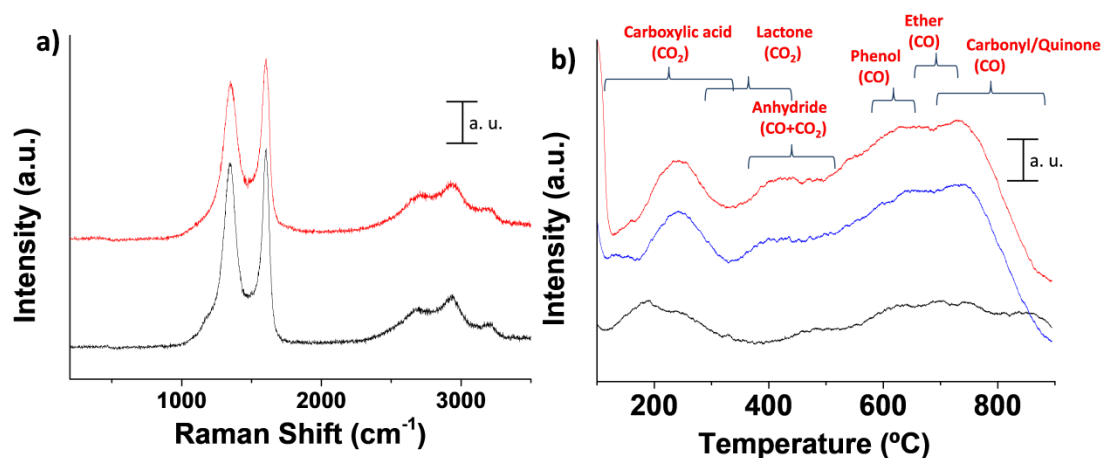 a)
a. u.
Intensity (a.u.)
1000
2000
3000
Raman Shift (cm⁻¹)
b)
Carboxylic acid
(CO₂)
Lactone
(CO₂)
Anhydride
(CO+CO₂)
Phenol
(CO)
Ether
(CO)
Carbonyl/Quinone
(CO)
a. u.
Intensity (a.u.)
200
400
600
800
Temperature (ºC)